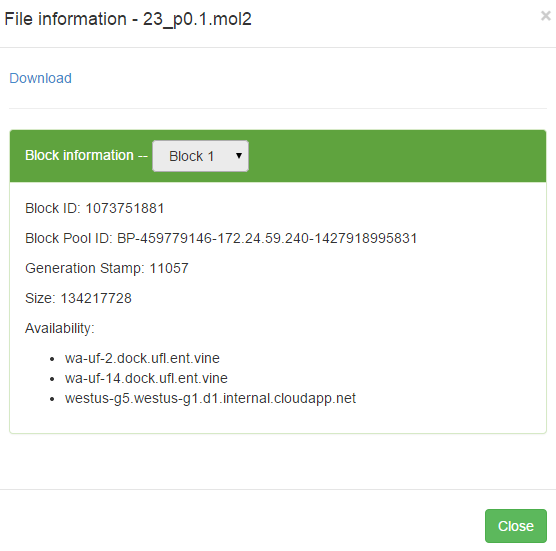 File information - 23_p0.1.mol2
×
Download
Block information -- Block 1
Block ID: 1073751881
Block Pool ID: BP-459779146-172.24.59.240-1427918995831
Generation Stamp: 11057
Size: 134217728
Availability:
wa-uf-2.dock.ufl.ent.vine
wa-uf-14.dock.ufl.ent.vine
westus-g5.westus-g1.d1.internal.cloudapp.net
Close